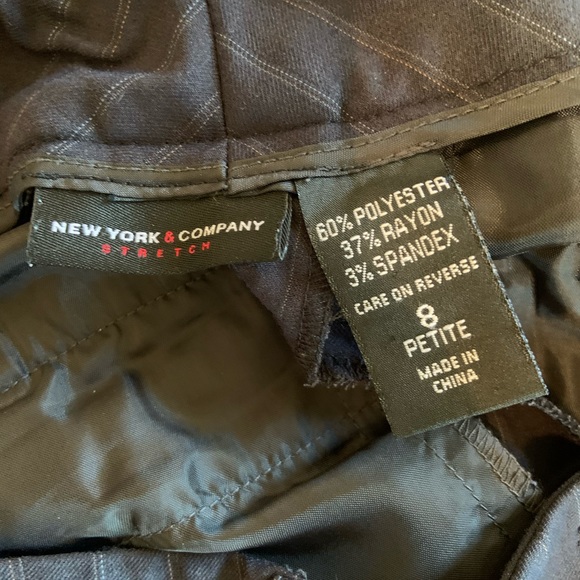 NEW YORK & COMPANY
STRETCH
60% POLYESTER
37% RAYON
3% SPANDEX
CARE ON REVERSE
8
PETITE
MADE IN
CHINA